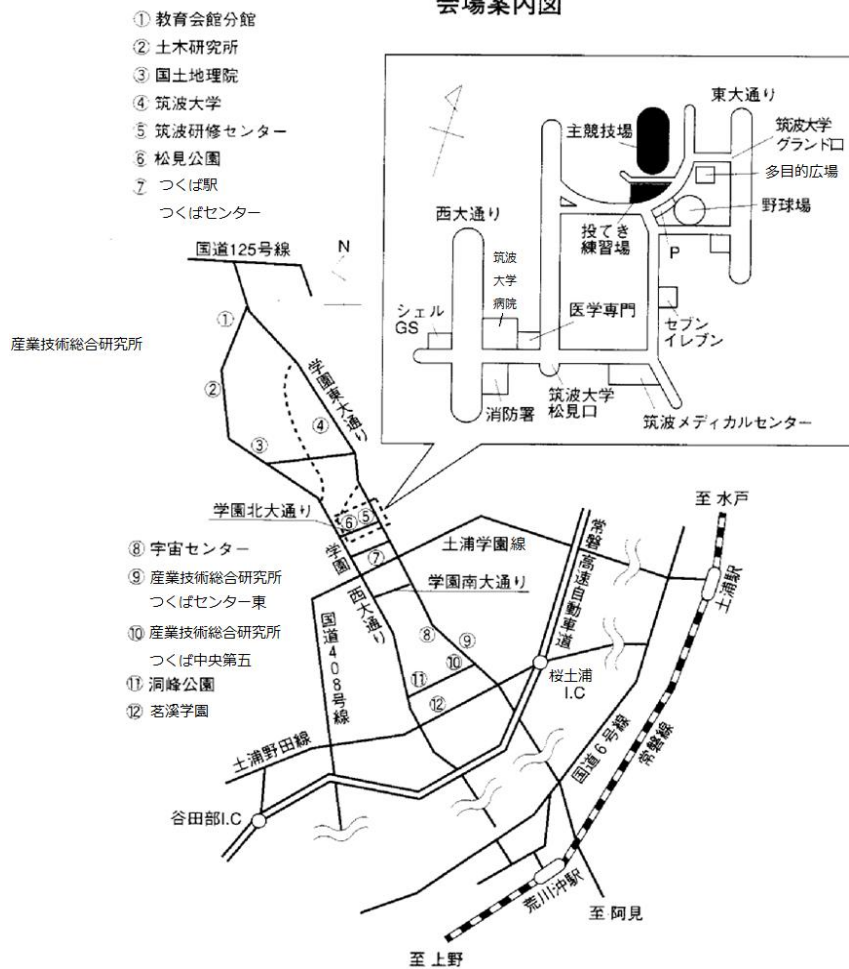 会場案内図
① 教育会館分館
② 土木研究所
③ 国土地理院
④ 筑波大学
⑤ 筑波研修センター
⑥ 松見公園
⑦ つくば駅
つくばセンター
東大通り
主競技場
筑波大学
グランド口
多目的広場
野球場
西大通り
投てき
練習場
P
筑波
大学
病院
シェル
GS
医学専門
セブン
イレブン
消防署
筑波大学
松見口
筑波メディカルセンター
国道125号線
N
産業技術総合研究所
①
②
③
④
学園東大通り
学園北大通り
⑥
⑤
⑦
学園
西大通り
土浦学園線
学園南大通り
常磐高速自動車道
至 水戸
土浦駅
⑧ 宇宙センター
⑨ 産業技術総合研究所
つくばセンター東
⑩ 産業技術総合研究所
つくば中央第五
⑪ 洞峰公園
⑫ 茗溪学園
国道408号線
⑧
⑨
⑩
⑪
⑫
桜土浦
I.C
土浦野田線
谷田部I.C
国道6号線
常磐線
荒川沖駅
至 阿見
至 上野